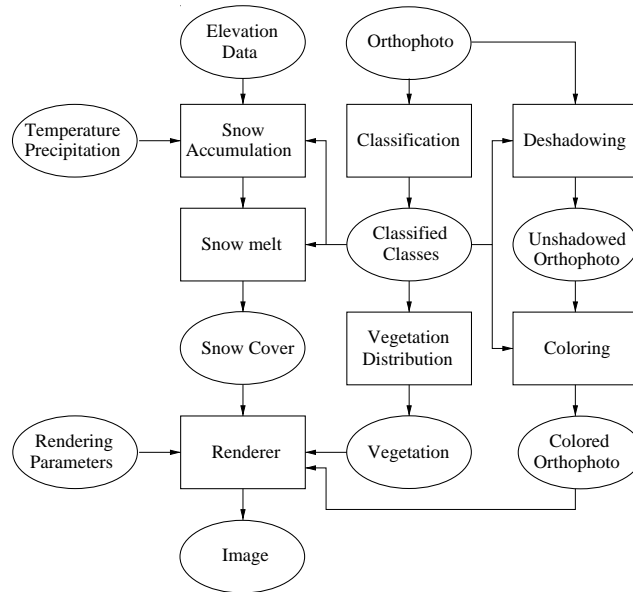 Elevation
Data
Orthophoto
Temperature
Precipitation
Snow
Accumulation
Classification
Deshadowing
Snow melt
Classified
Classes
Unshadowed
Orthophoto
Snow Cover
Vegetation
Distribution
Coloring
Rendering
Parameters
Renderer
Vegetation
Colored
Orthophoto
Image